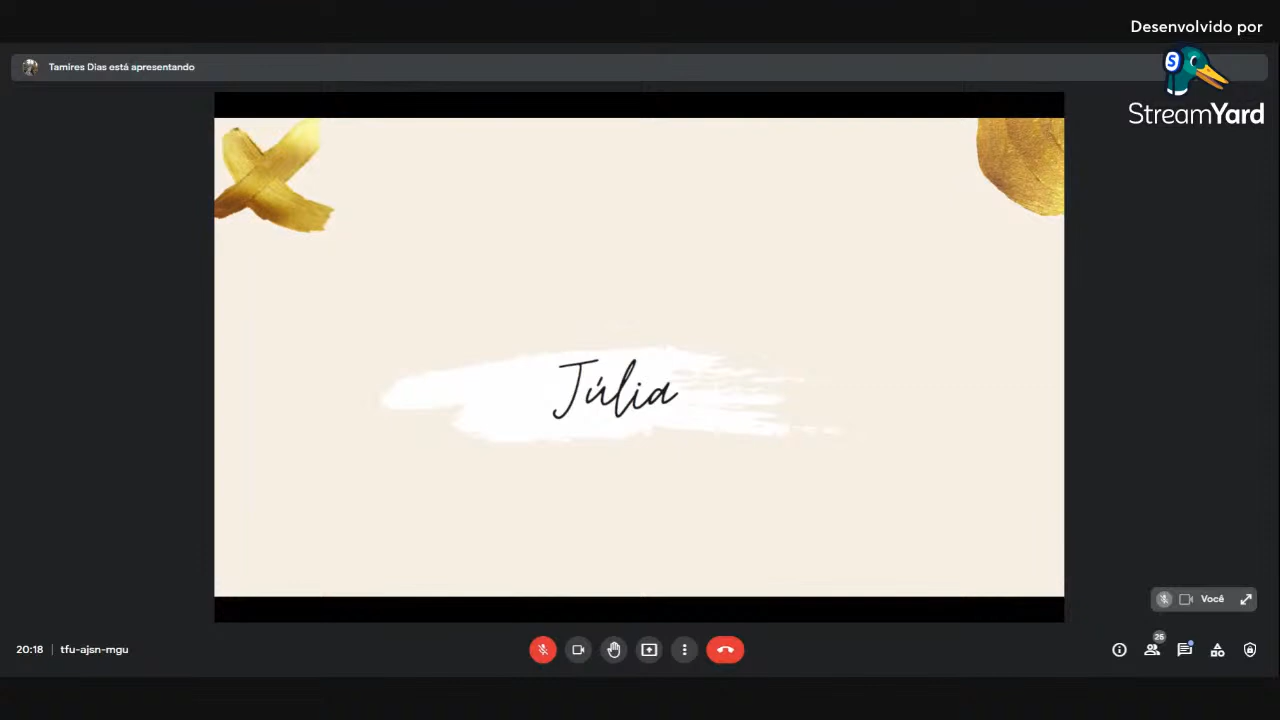 Desenvolvido por
StreamYard
Tamires Dias está apresentando
Júlia
Você
20:18 | tfu-ajsn-mgu
26